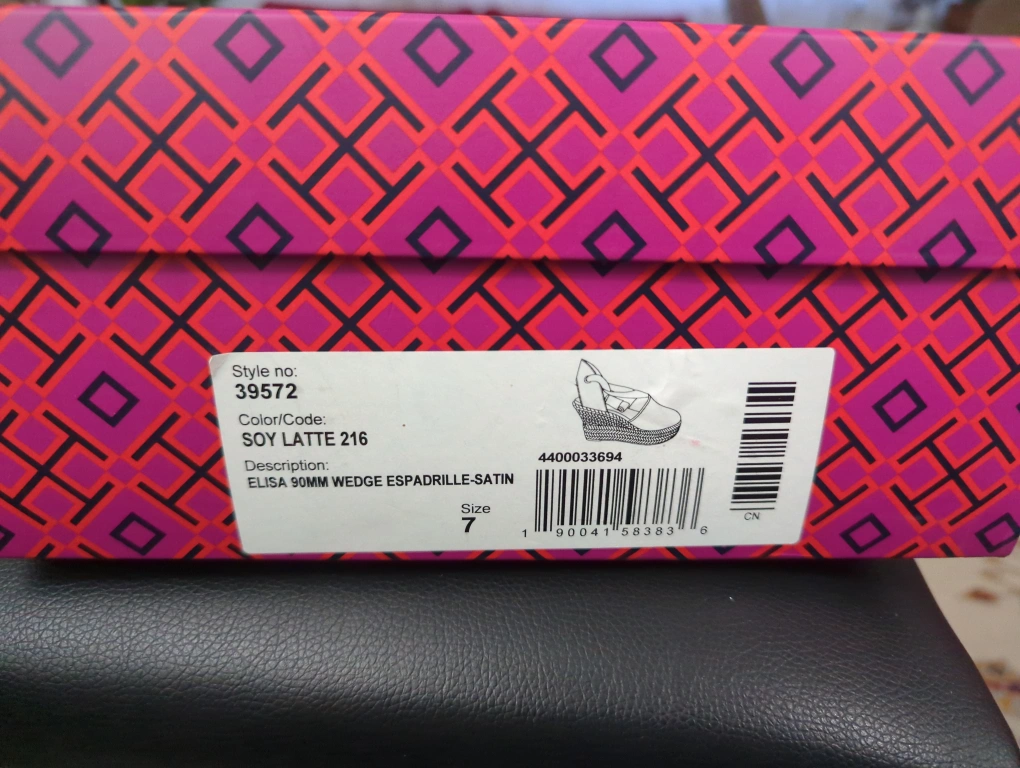 Style no:
39572
Color/Code:
SOY LATTE 216
Description:
ELISA 90MM WEDGE ESPADRILLE-SATIN
Size
7
4400033694
1 90041 58383 6
CN